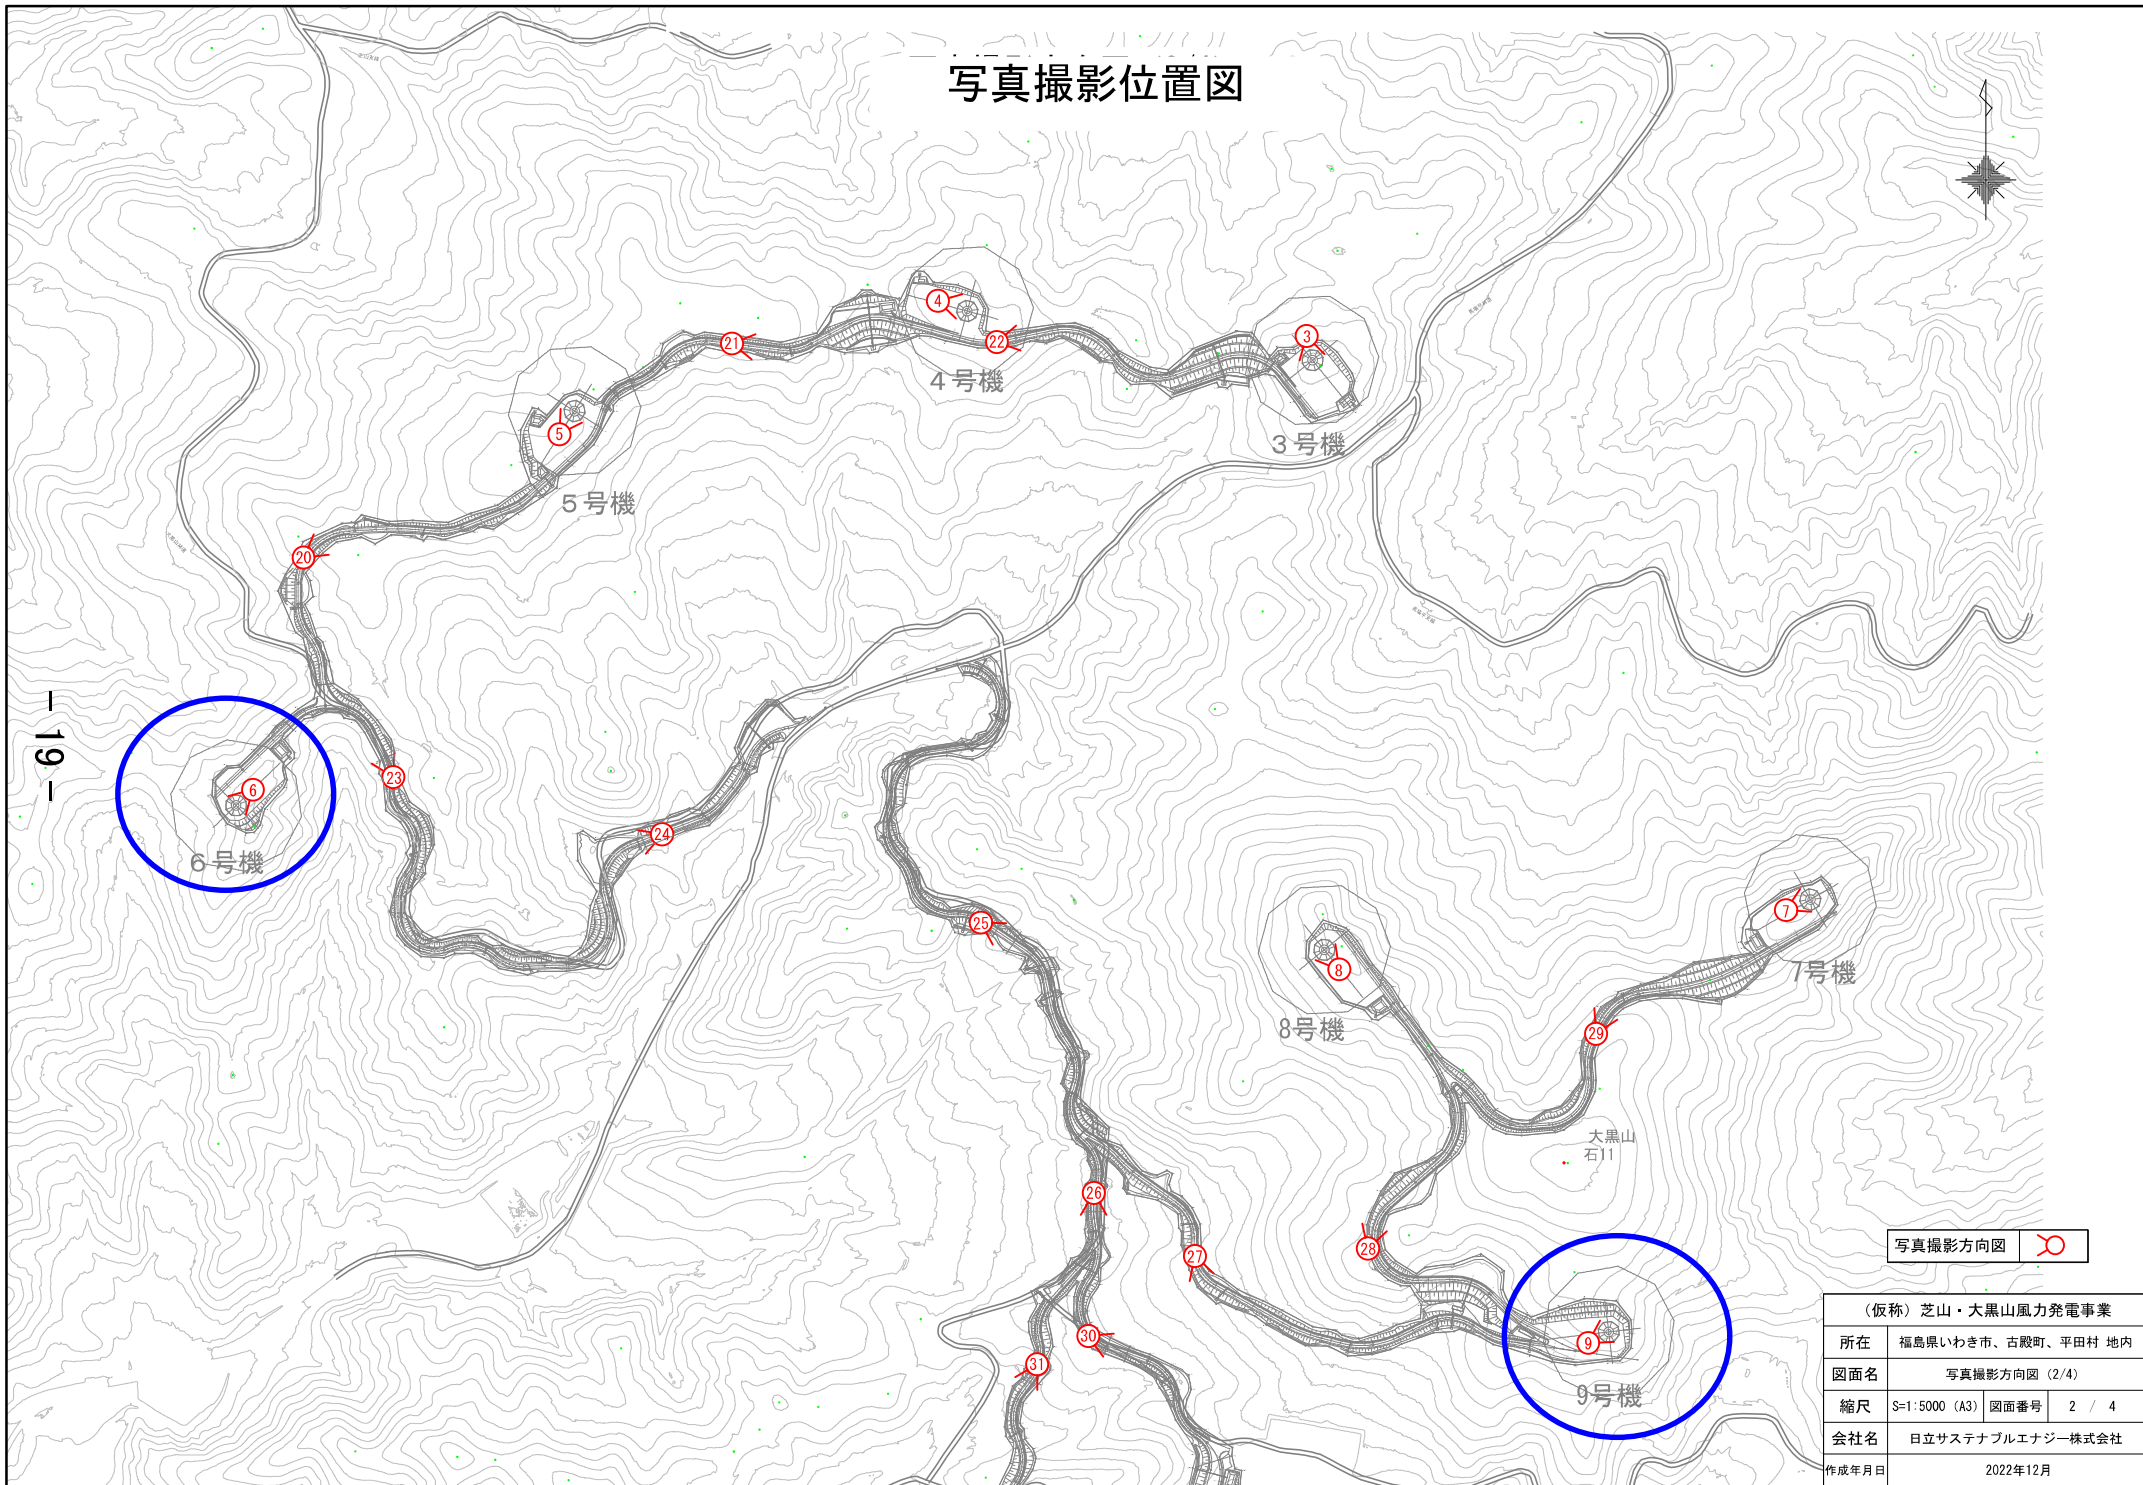 写真撮影位置図
4
22
3
21
４号機
３号機
5
５号機
20
－ 19 －
6
23
６号機
24
25
7
8
7号機
8号機
29
大黒山
石11
26
27
28
9
9号機
30
31
写真撮影方向図
（仮称）芝山・大黒山風力発電事業
所在 福島県いわき市、古殿町、平田村 地内
図面名 写真撮影方向図（2/4）
縮尺 S=1:5000（A3） 図面番号 2 / 4
会社名 日立サステナブルエナジー株式会社
作成年月日 2022年12月